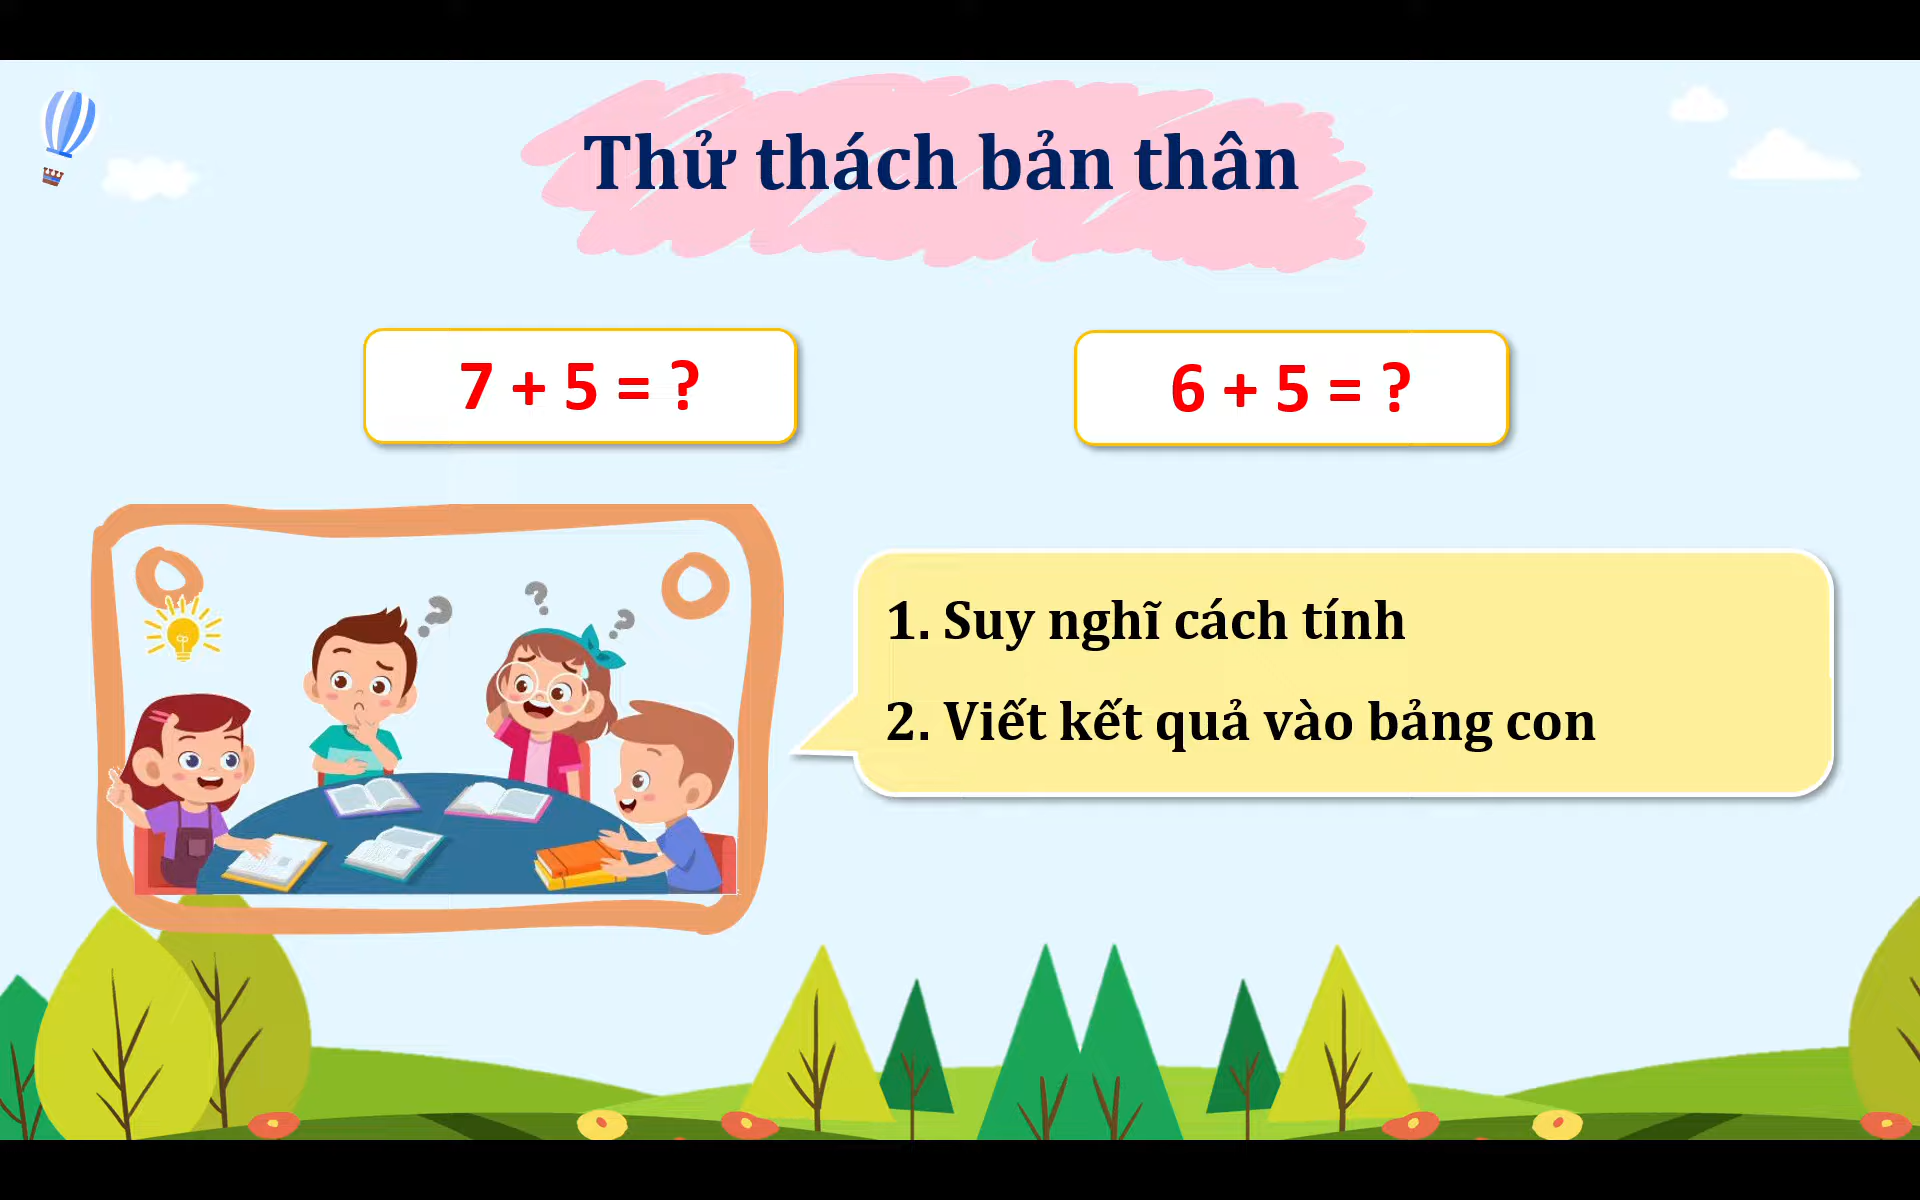 Thử thách bản thân
7 + 5 = ?
6 + 5 = ?
1. Suy nghĩ cách tính
2. Viết kết quả vào bảng con